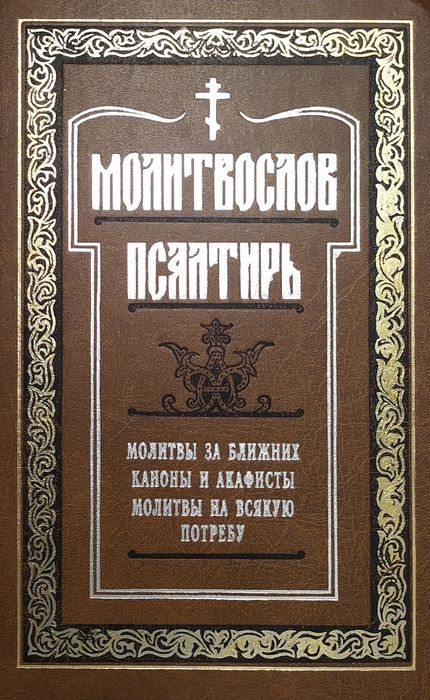 МОЛИТВОСЛОВ
ПСАЛТИРЬ
МОЛИТВЫ ЗА БЛИЖНИХ
КАНОНЫ И АКАФИСТЫ
МОЛИТВЫ НА ВСЯКУЮ
ПОТРЕБУ